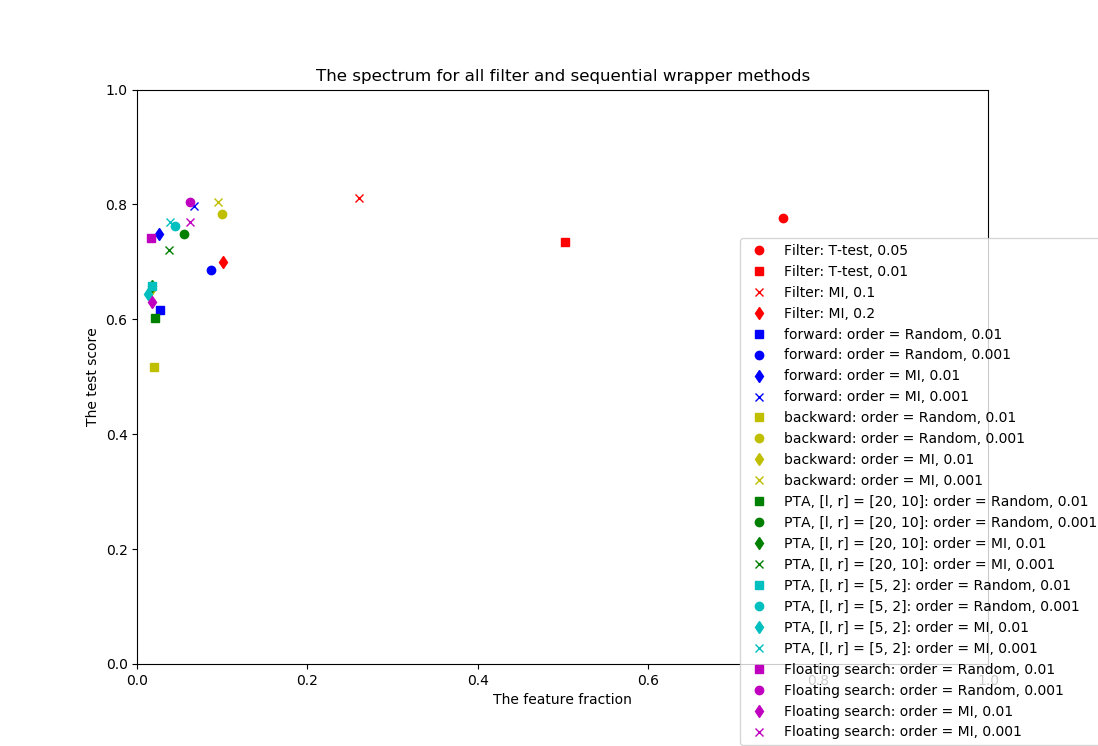 The spectrum for all filter and sequential wrapper methods
1.0
0.8
0.6
0.4
0.2
0.0
The test score
0.0
0.2
0.4
0.6
0.8
1.0
The feature fraction
Filter: T-test, 0.05
Filter: T-test, 0.01
Filter: MI, 0.1
Filter: MI, 0.2
forward: order = Random, 0.01
forward: order = Random, 0.001
forward: order = MI, 0.01
forward: order = MI, 0.001
backward: order = Random, 0.01
backward: order = Random, 0.001
backward: order = MI, 0.01
backward: order = MI, 0.001
PTA, [l, r] = [20, 10]: order = Random, 0.01
PTA, [l, r] = [20, 10]: order = Random, 0.001
PTA, [l, r] = [20, 10]: order = MI, 0.01
PTA, [l, r] = [20, 10]: order = MI, 0.001
PTA, [l, r] = [5, 2]: order = Random, 0.01
PTA, [l, r] = [5, 2]: order = Random, 0.001
PTA, [l, r] = [5, 2]: order = MI, 0.01
PTA, [l, r] = [5, 2]: order = MI, 0.001
Floating search: order = Random, 0.01
Floating search: order = Random, 0.001
Floating search: order = MI, 0.01
Floating search: order = MI, 0.001